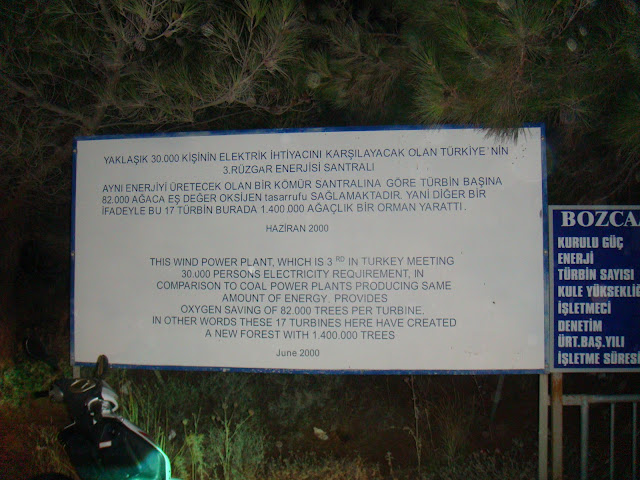 YAKLAŞIK 30.000 KİŞİNİN ELEKTRİK İHTİYACINI KARŞILAYACAK OLAN TÜRKİYE'NİN
3.RÜZGAR ENERJİSİ SANTRALI
AYNI ENERJİYİ ÜRETECEK OLAN BİR KÖMÜR SANTRALINA GÖRE TÜRBİN BAŞINA
82.000 AĞACA EŞ DEĞER OKSİJEN tasarrufu SAĞLAMAKTADIR. YANİ DİĞER BİR
İFADEYLE BU 17 TÜRBİN BURADA 1.400.000 AĞAÇLIK BİR ORMAN YARATTI.
HAZİRAN 2000
THIS WIND POWER PLANT, WHICH IS 3 RD IN TURKEY MEETING
30.000 PERSONS ELECTRICITY REQJIREMENT, IN
COMPARISON TO COAL POWER PLANTS PRODUCING SAME
AMOUNT OF ENERGY. PROVIDES
OXYGEN SAVING OF 82.000 TREES PER TURBINE.
IN OTHER WORDS THESE 17 TURBINES HERE HAVE CREATED
A NEW FOREST WITH 1.400.000 TREES
June 2000
BOZCA
KURULU GÜÇ
ENERJİ
TÜRBİN SAYISI
KULE YÜKSEKLİĞ
İŞLETMECİ
DENETİM
ÜRT.BAŞ.YILI
İŞLETME SÜRESİ